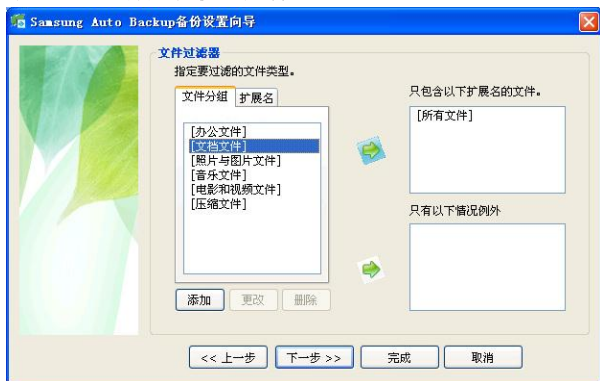 Samsung Auto Backup备份设置向导
文件过滤器
指定要过滤的文件类型。
文件分组 扩展名
[办公文件]
[文档文件]
[照片与图片文件]
[音乐文件]
[电影和视频文件]
[压缩文件]
添加 更改 删除
只包含以下扩展名的文件。
[所有文件]
只有以下情况例外
<< 上一步 下一步 >> 完成 取消